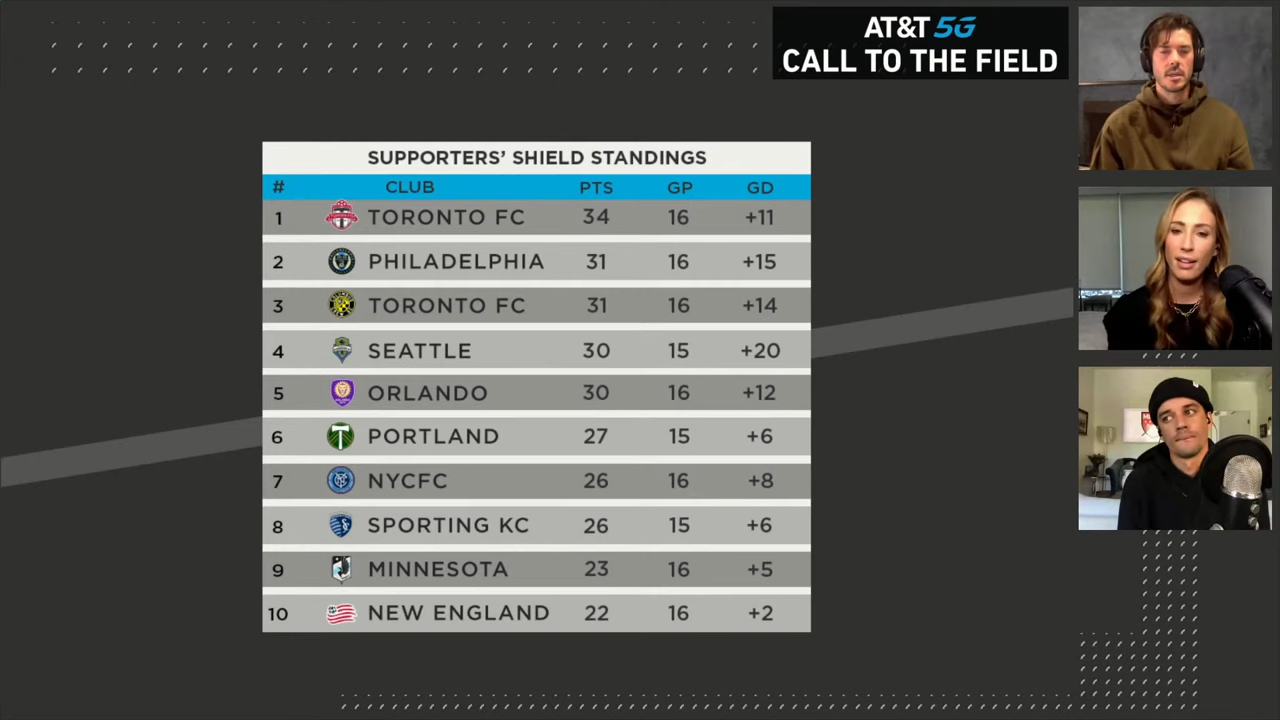 AT&T 5G
CALL TO THE FIELD
SUPPORTERS’ SHIELD STANDINGS
# CLUB PTS GP GD
1 TORONTO FC 34 16 +11
2 PHILADELPHIA 31 16 +15
3 TORONTO FC 31 16 +14
4 SEATTLE 30 15 +20
5 ORLANDO 30 16 +12
6 PORTLAND 27 15 +6
7 NYCFC 26 16 +8
8 SPORTING KC 26 15 +6
9 MINNESOTA 23 16 +5
10 NEW ENGLAND 22 16 +2